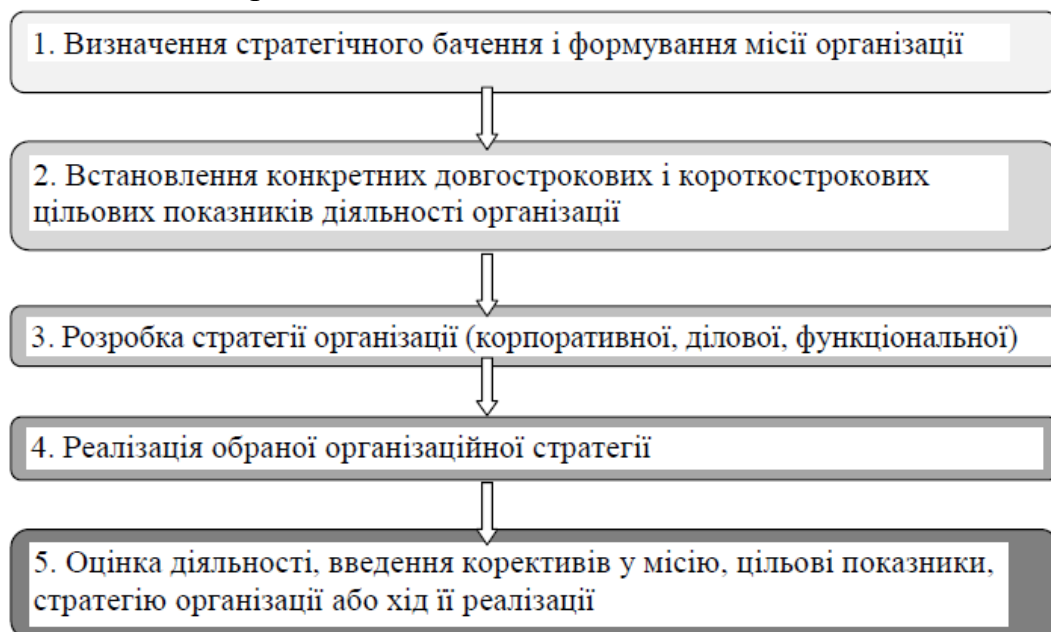 1. Визначення стратегічного бачення і формування місії організації
2. Встановлення конкретних довгострокових і короткострокових
цільових показників діяльності організації
3. Розробка стратегії організації (корпоративної, ділової, функціональної)
4. Реалізація обраної організаційної стратегії
5. Оцінка діяльності, введення корективів у місію, цільові показники,
стратегію організації або хід її реалізації